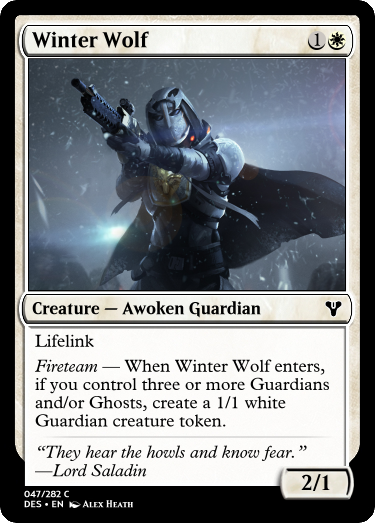 Winter Wolf
1
Creature — Awoken Guardian
Lifelink
Fireteam — When Winter Wolf enters,
if you control three or more Guardians
and/or Ghosts, create a 1/1 white
Guardian creature token.
“They hear the howls and know fear.”
—Lord Saladin
2/1
047/282 C
DES • EN Alex Heath